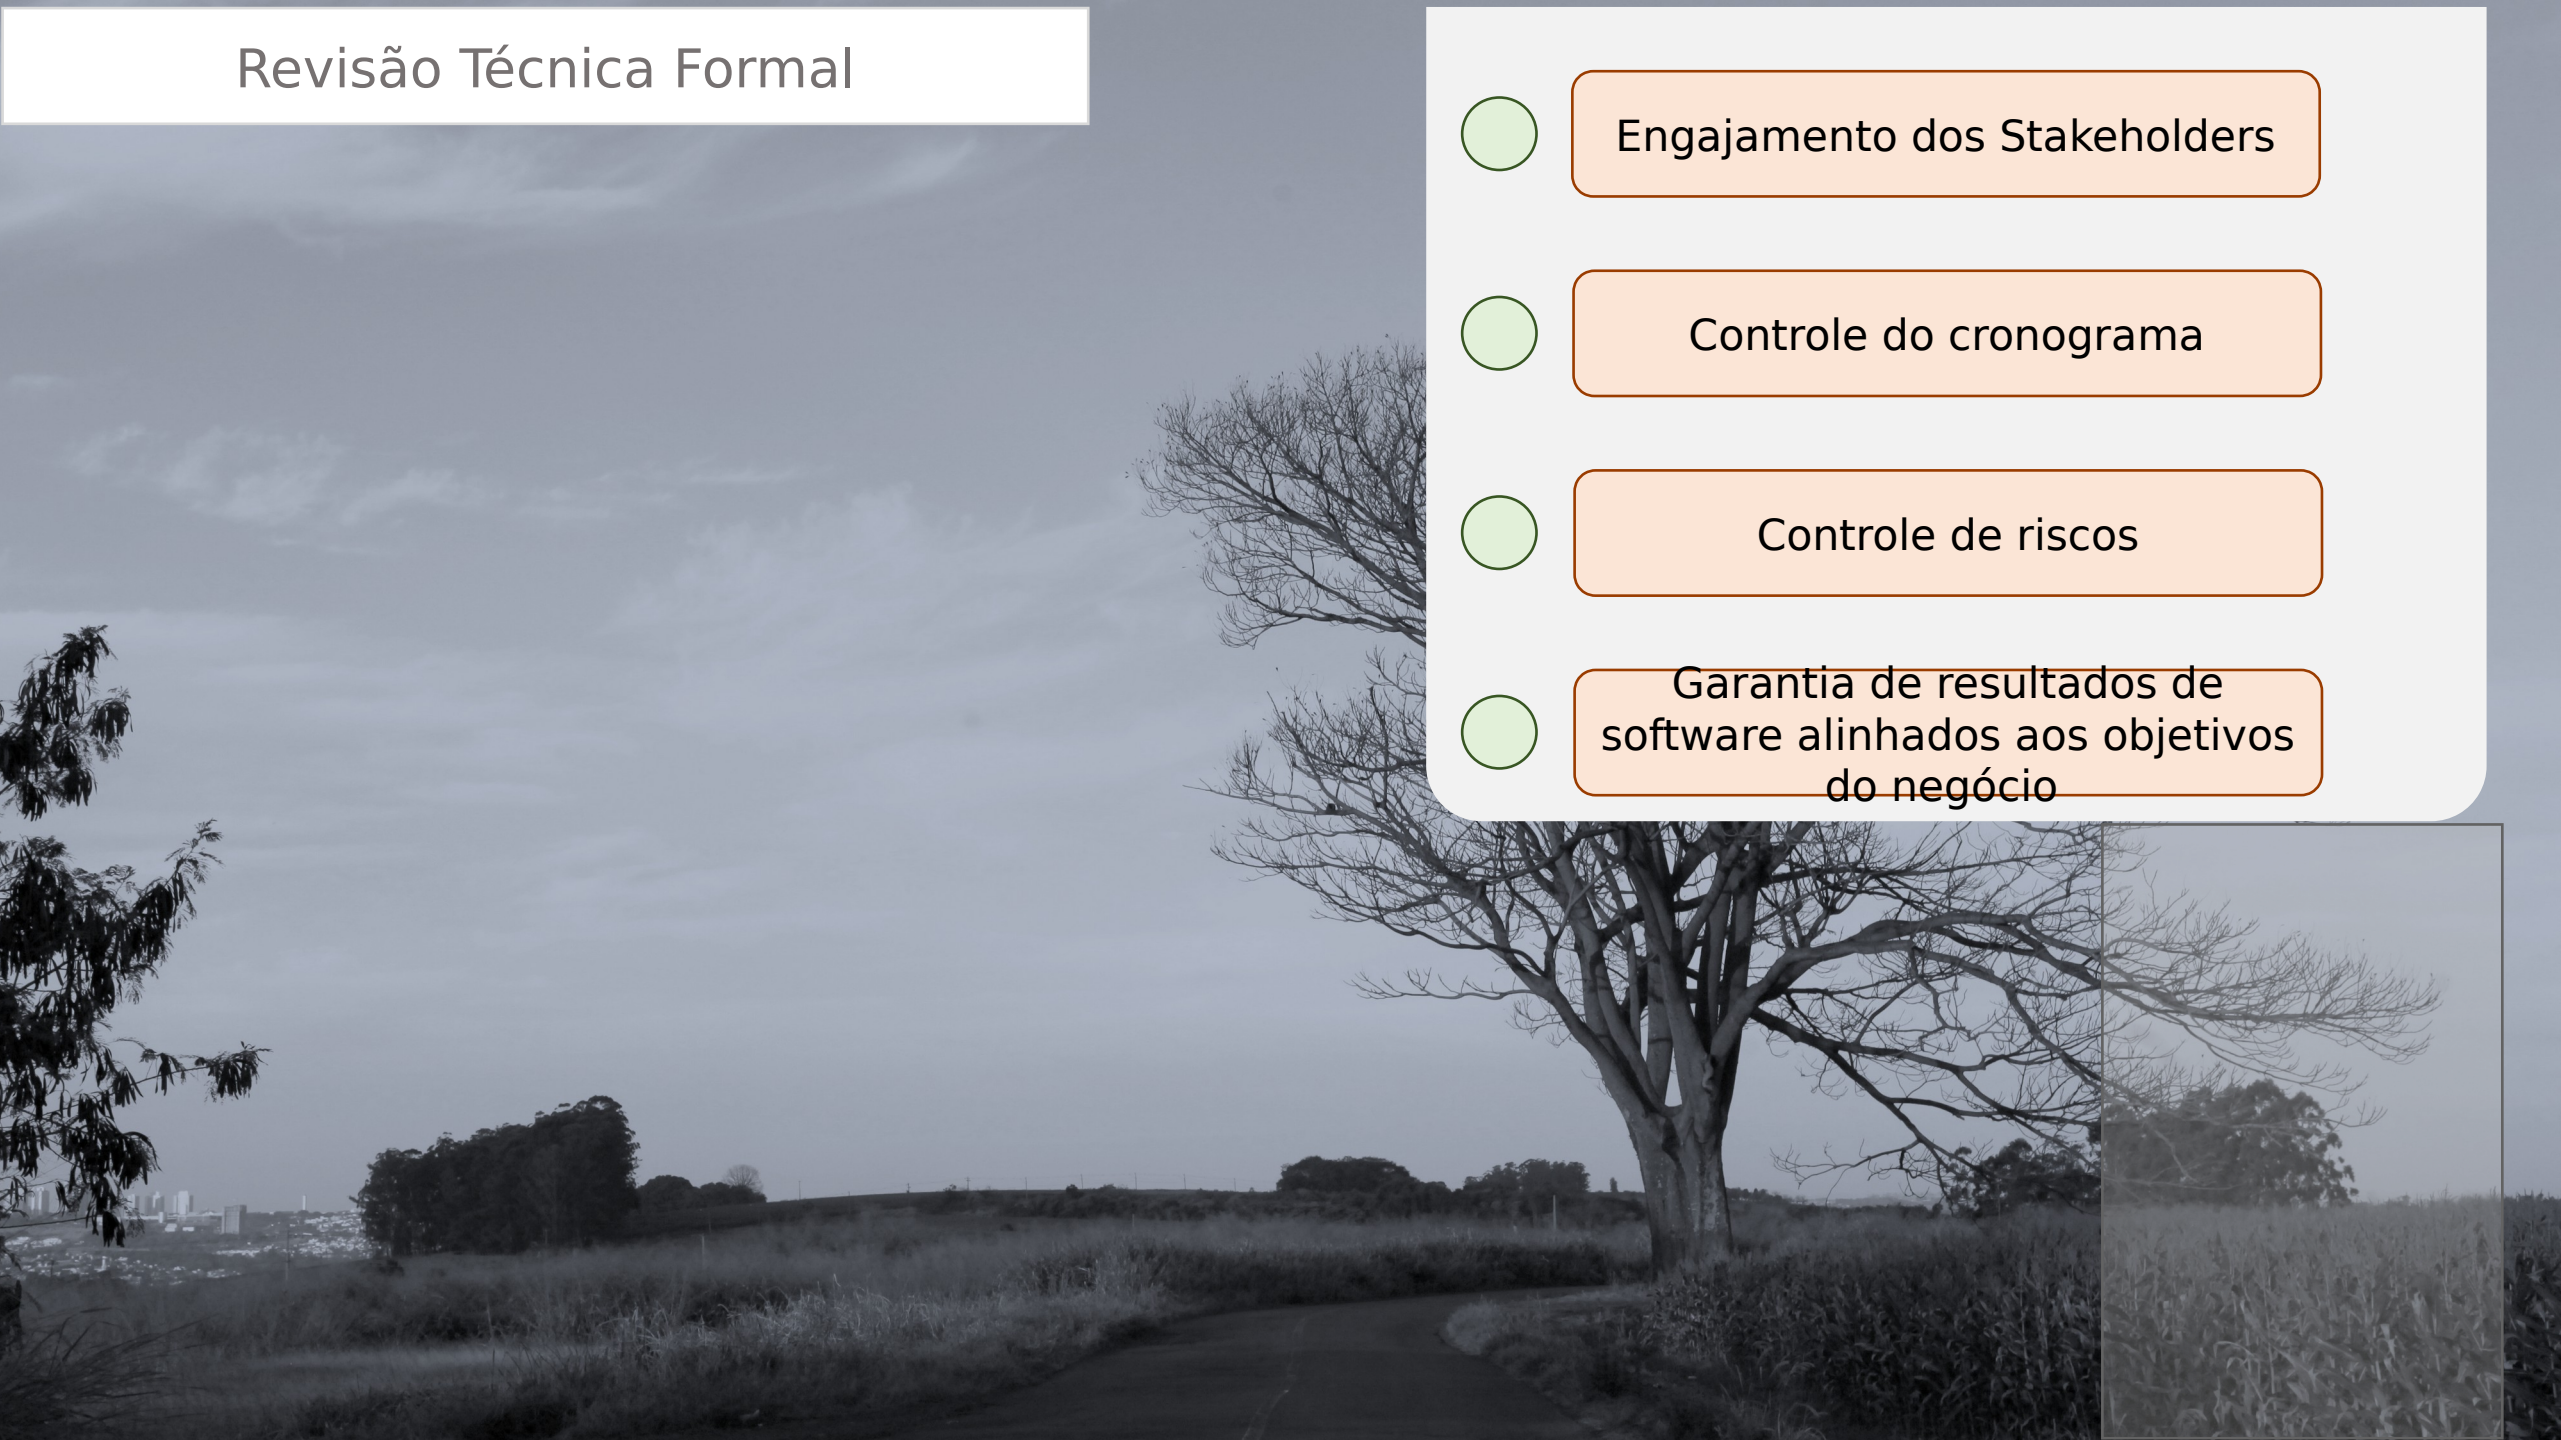 Revisão Técnica Formal
Engajamento dos Stakeholders
Controle do cronograma
Controle de riscos
Garantia de resultados de
software alinhados aos objetivos
do negócio